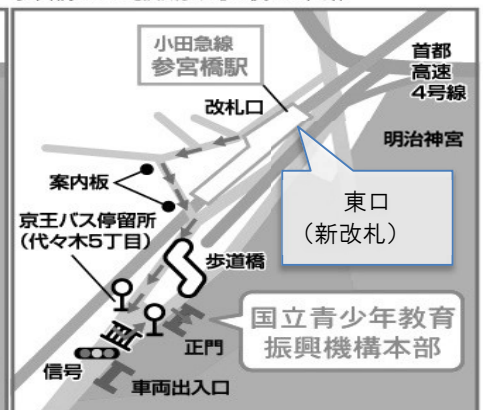 小田急線
参宮橋駅
改札口
首都
高速
4号線
明治神宮
案内板
東口
（新改札）
京王バス停留所
（代々木5丁目）
歩道橋
国立青少年教育
振興機構本部
正門
信号
車両出入口